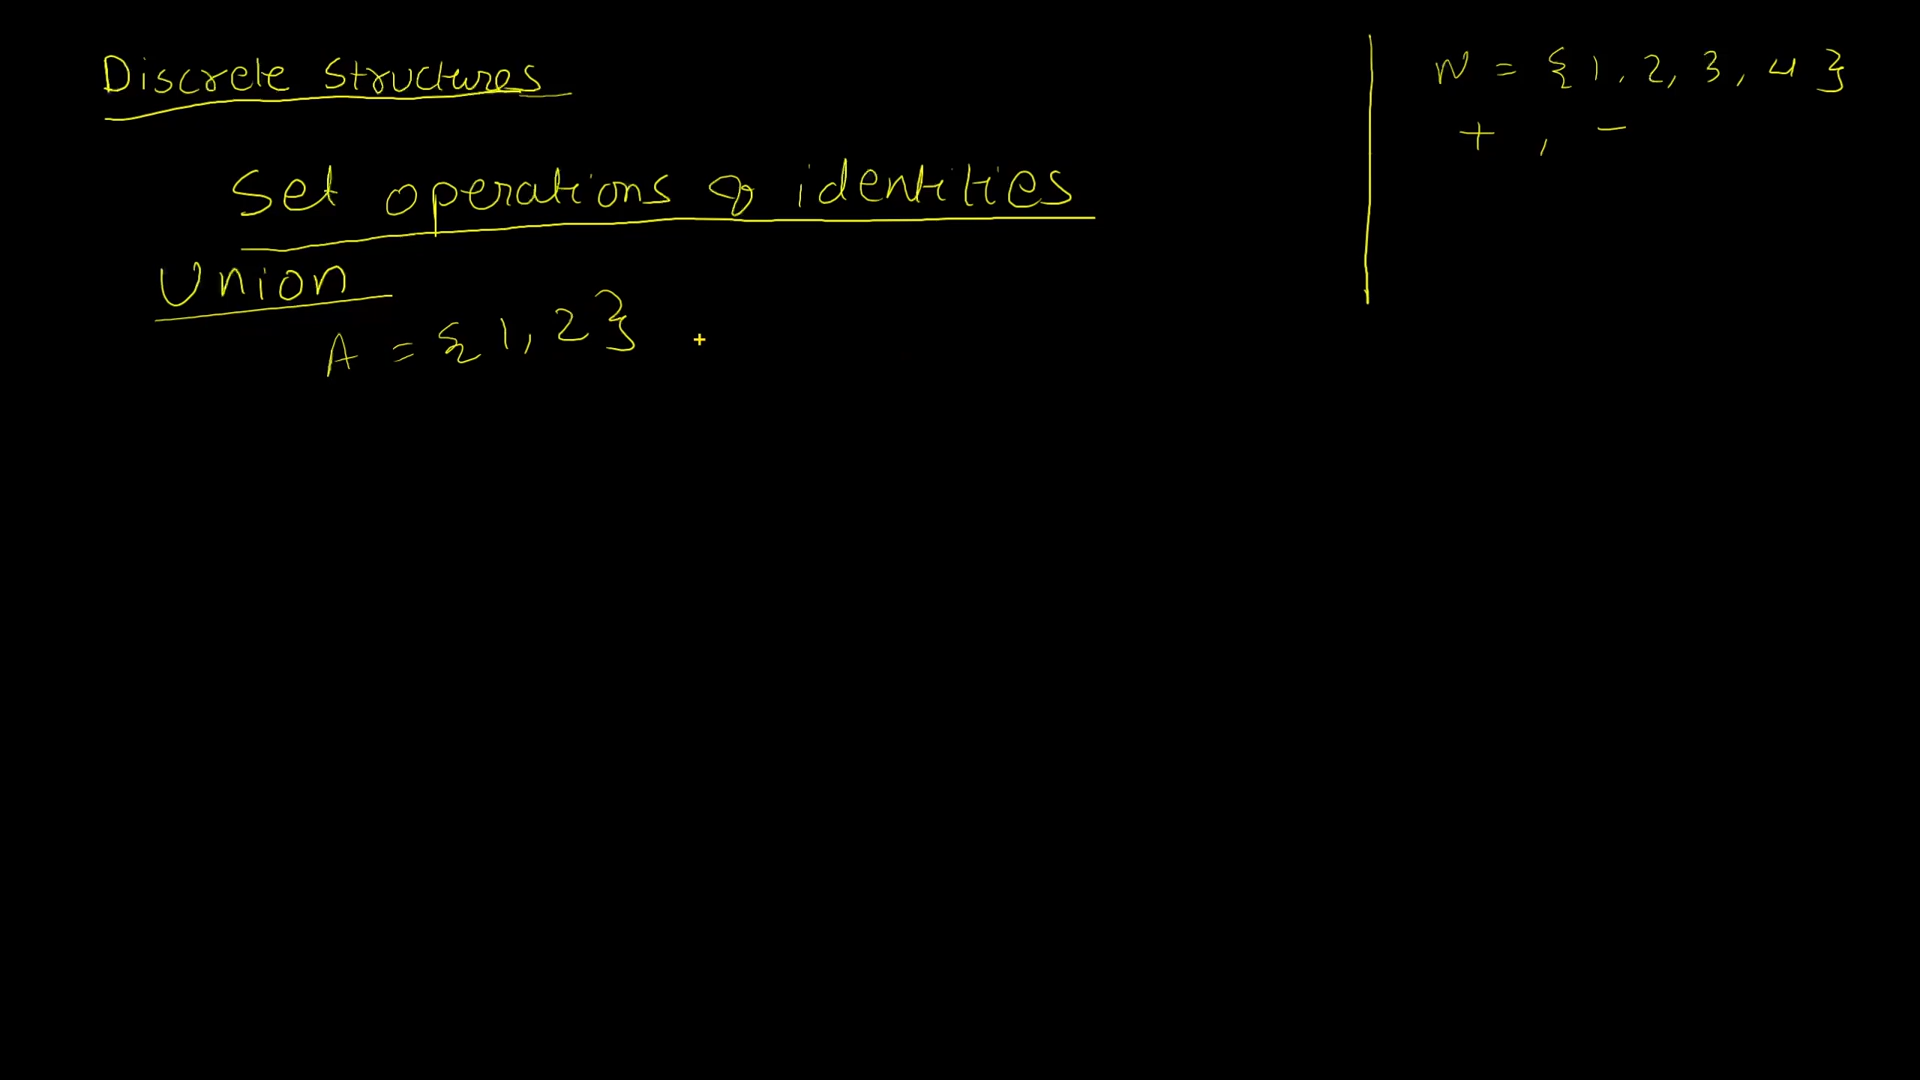 Discrete Structures
Set operations & identities
Union
A = {1, 2}
N = {1, 2, 3, 4}
+ , -